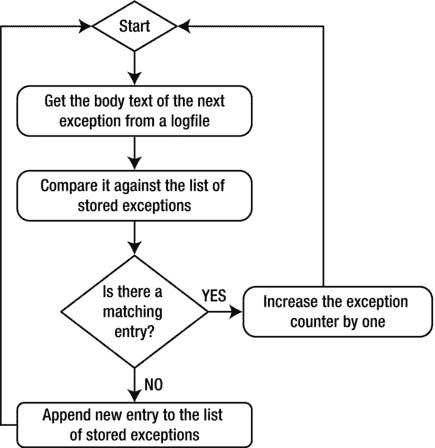 Start
Get the body text of the next
exception from a logfile
Compare it against the list of
stored exceptions
Is there a
matching
entry?
YES
Increase the exception
counter by one
NO
Append new entry to the list
of stored exceptions